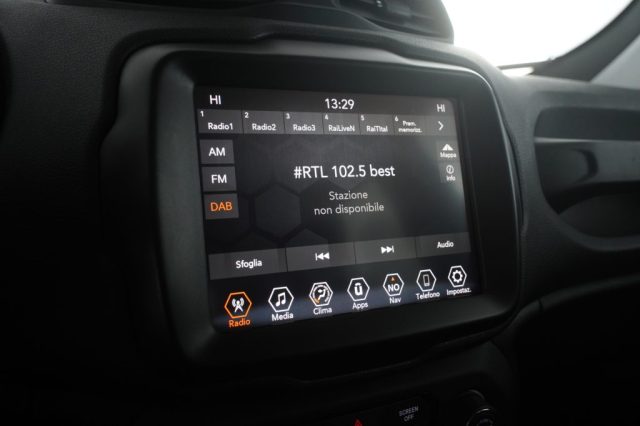 HI 13:29 HI
1 2 3 4 5 6
Radio1 Radio2 Radio3 RaiLiveN RaiTItal Prem. memorizz.
AM
FM
DAB
#RTL 102.5 best
Stazione
non disponibile
Mappa
Info
Sfoglia Audio
NO
Radio Media Clima Apps Nav Telefono Impostaz.
SCREEN
OFF